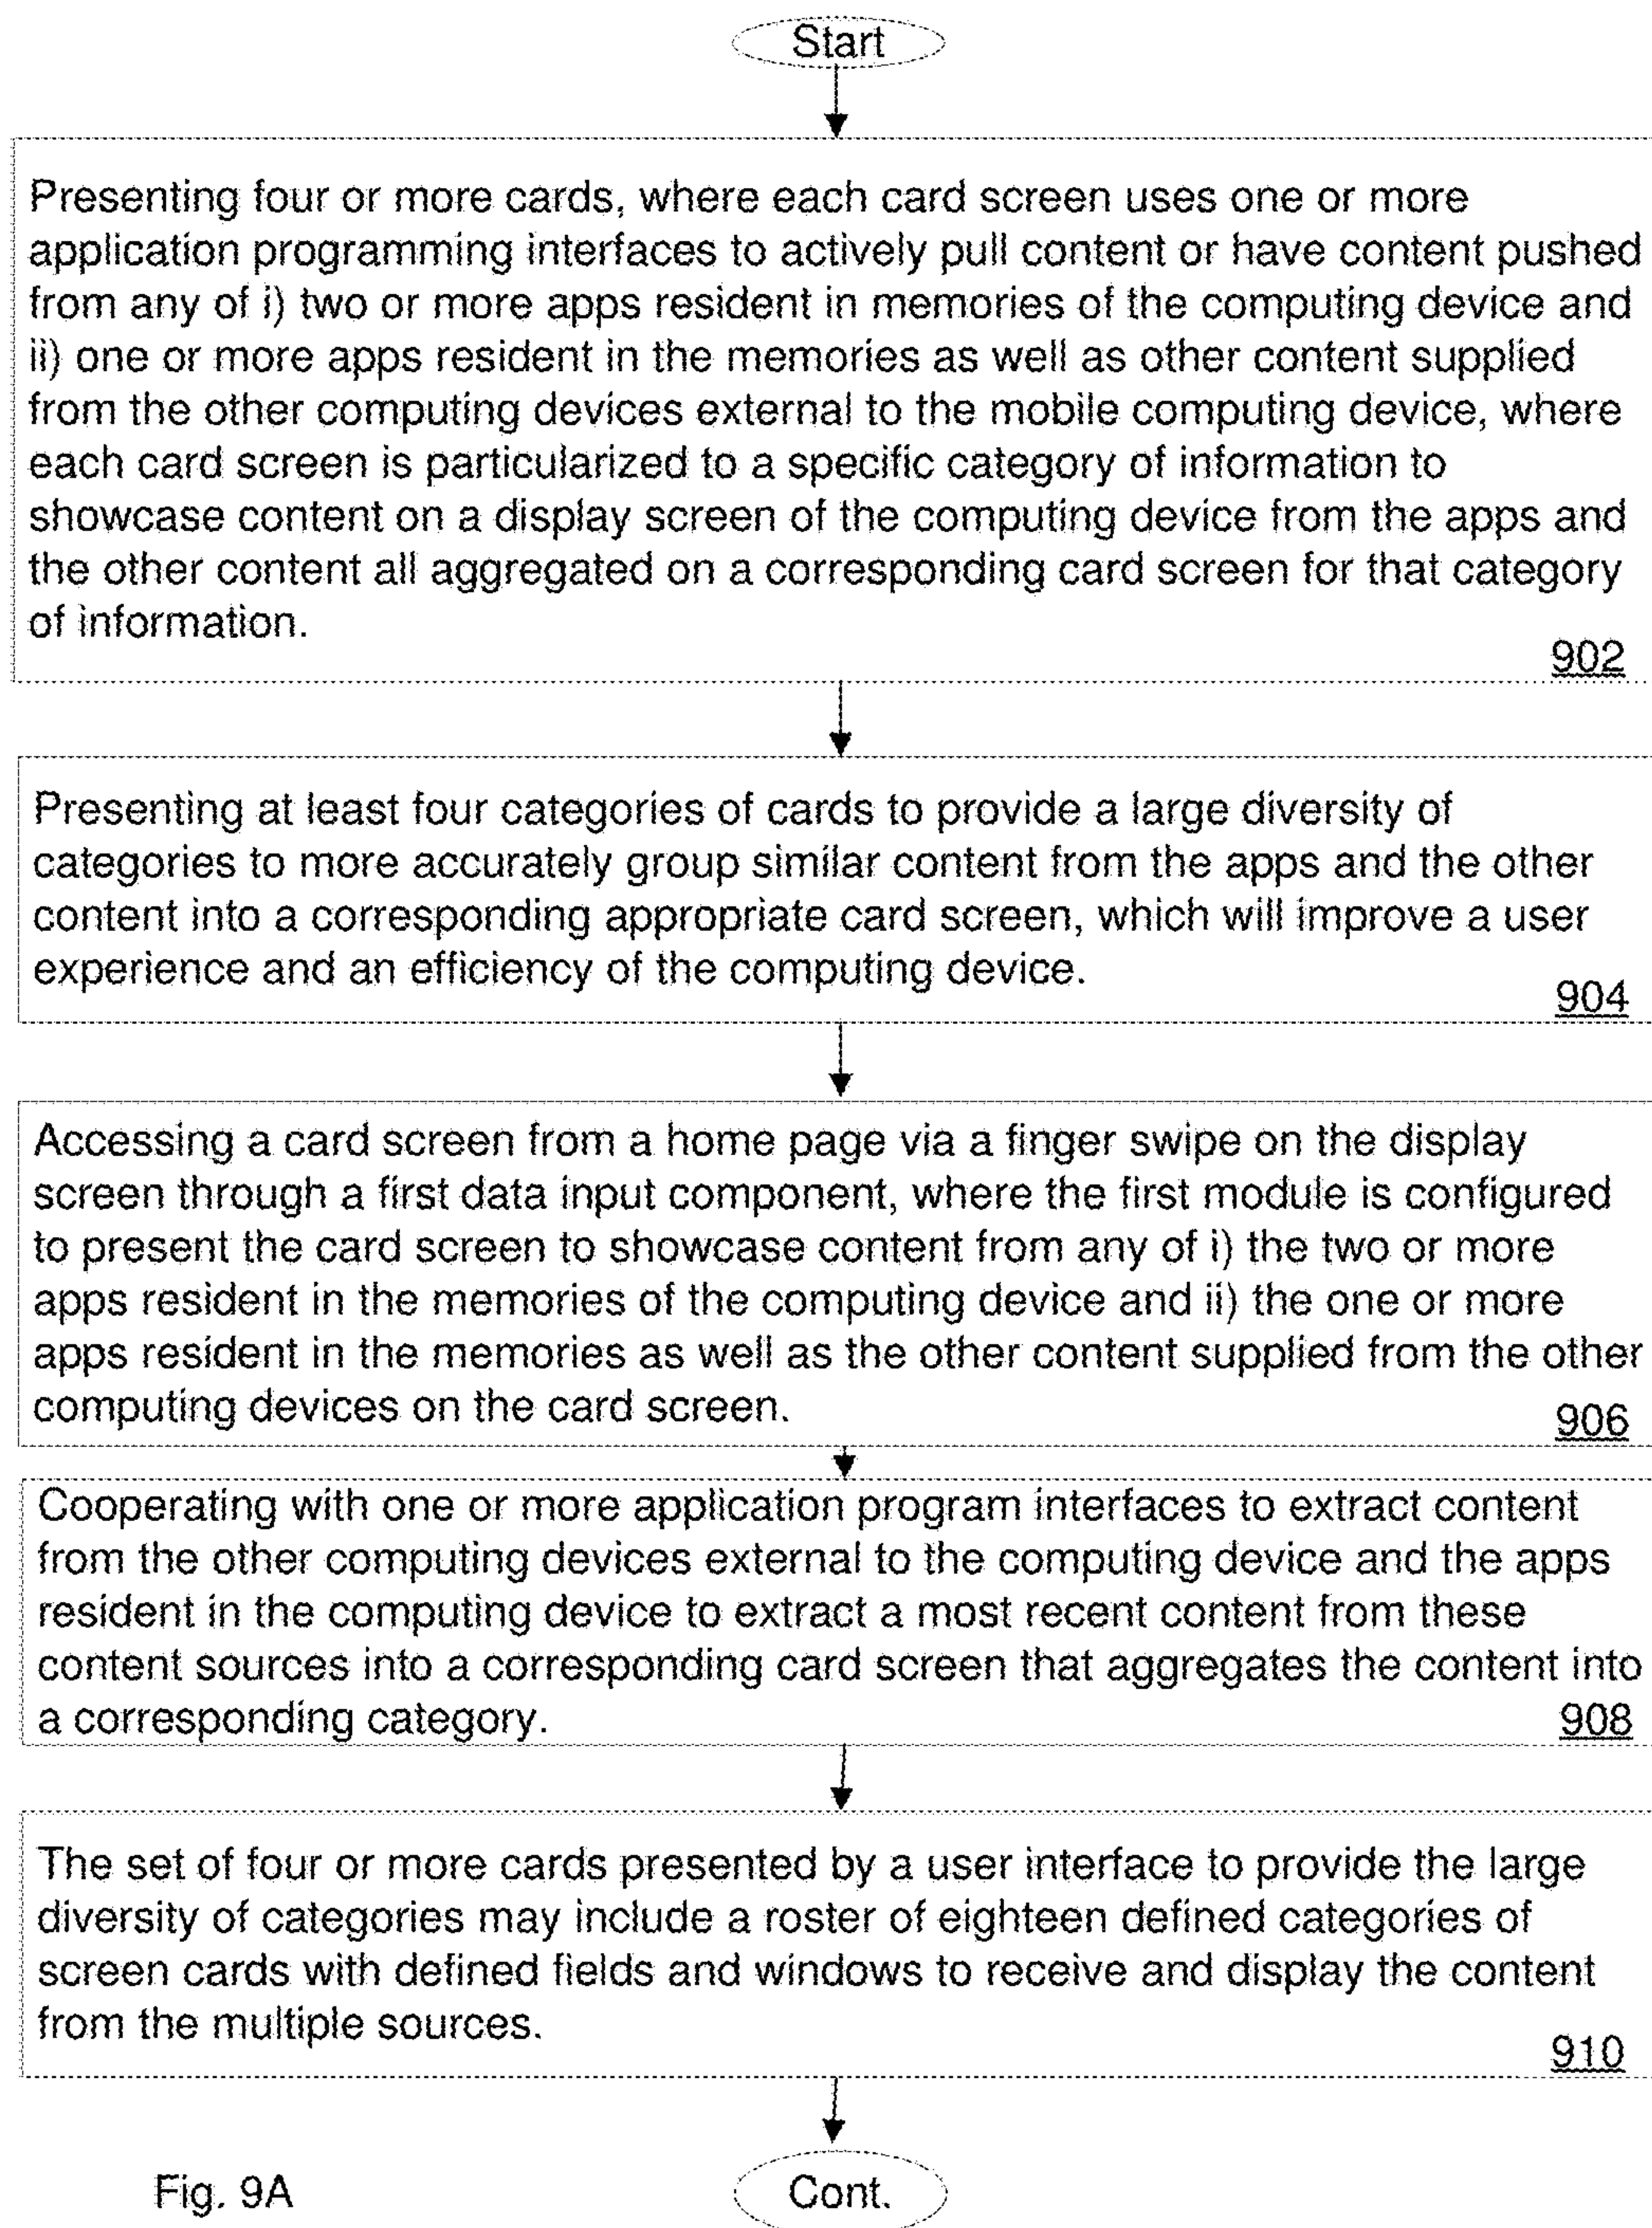 Start
Presenting four or more cards, where each card screen uses one or more
application programming interfaces to actively pull content or have content pushed
from any of i) two or more apps resident in memories of the computing device and
ii) one or more apps resident in the memories as well as other content supplied
from the other computing devices external to the mobile computing device, where
each card screen is particularized to a specific category of information to
showcase content on a display screen of the computing device from the apps and
the other content all aggregated on a corresponding card screen for that category
of information.
902
Presenting at least four categories of cards to provide a large diversity of
categories to more accurately group similar content from the apps and the other
content into a corresponding appropriate card screen, which will improve a user
experience and an efficiency of the computing device.
904
Accessing a card screen from a home page via a finger swipe on the display
screen through a first data input component, where the first module is configured
to present the card screen to showcase content from any of i) the two or more
apps resident in the memories of the computing device and ii) the one or more
apps resident in the memories as well as the other content supplied from the other
computing devices on the card screen.
906
Cooperating with one or more application program interfaces to extract content
from the other computing devices external to the computing device and the apps
resident in the computing device to extract a most recent content from these
content sources into a corresponding card screen that aggregates the content into
a corresponding category.
908
The set of four or more cards presented by a user interface to provide the large
diversity of categories may include a roster of eighteen defined categories of
screen cards with defined fields and windows to receive and display the content
from the multiple sources.
910
Fig. 9A
Cont.